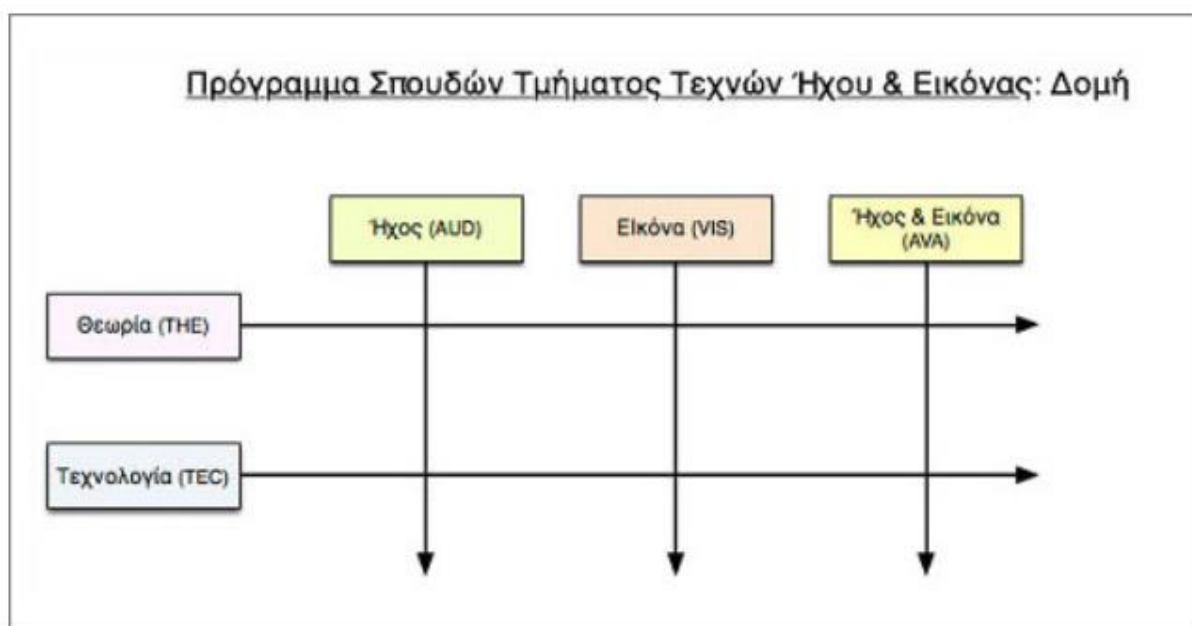 Πρόγραμμα Σπουδών Τμήματος Τεχνών Ήχου & Εικόνας: Δομή
Ήχος (AUD)
ΕΙκόνα (VIS)
Ήχος & Εικόνα
(AVA)
Θεωρία (THE)
Τεχνολογία (TEC)